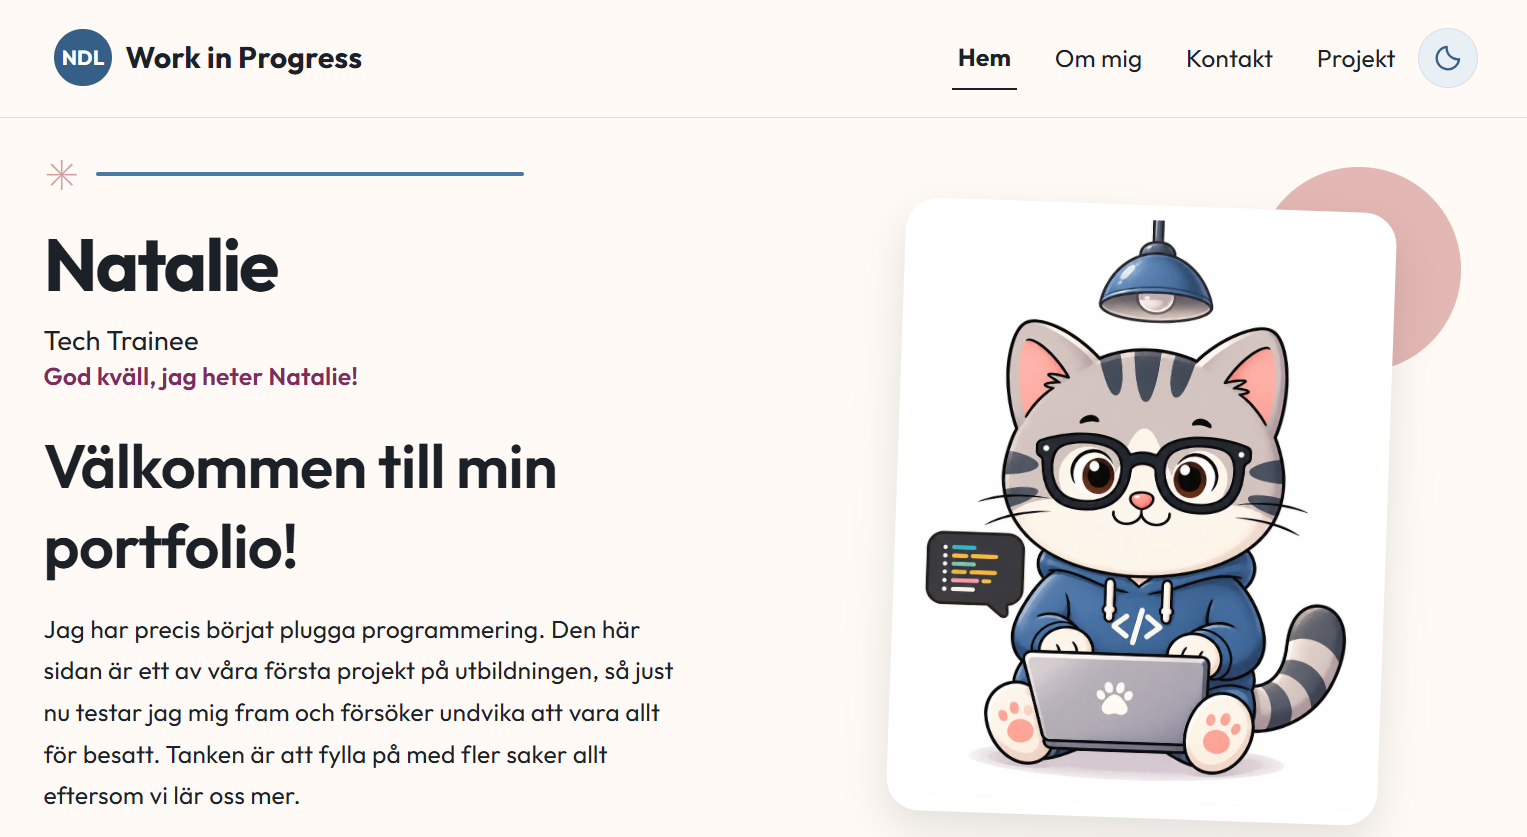 NDL
Work in Progress
Hem
Om mig
Kontakt
Projekt
Natalie
Tech Trainee
God kväll, jag heter Natalie!
Välkommen till min
portfolio!
Jag har precis börjat plugga programmering. Den här
sidan är ett av våra första projekt på utbildningen, så just
nu testar jag mig fram och försöker undvika att vara allt
för besatt. Tanken är att fylla på med fler saker allt
eftersom vi lär oss mer.
</>